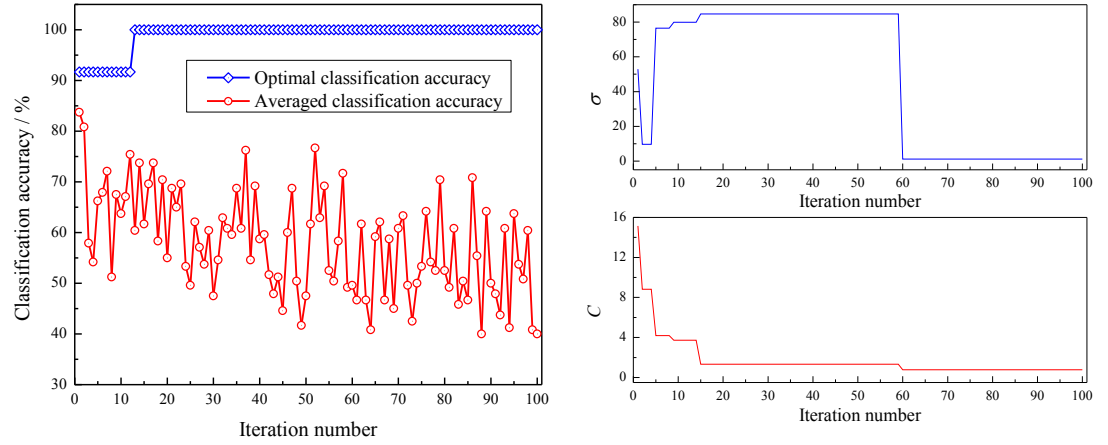 Classification accuracy / %
100
90
80
70
60
50
40
30
Optimal classification accuracy
Averaged classification accuracy
0 10 20 30 40 50 60 70 80 90 100
Iteration number
σ
80
60
40
20
0
0 10 20 30 40 50 60 70 80 90 100
Iteration number
C
16
12
8
4
0
0 10 20 30 40 50 60 70 80 90 100
Iteration number